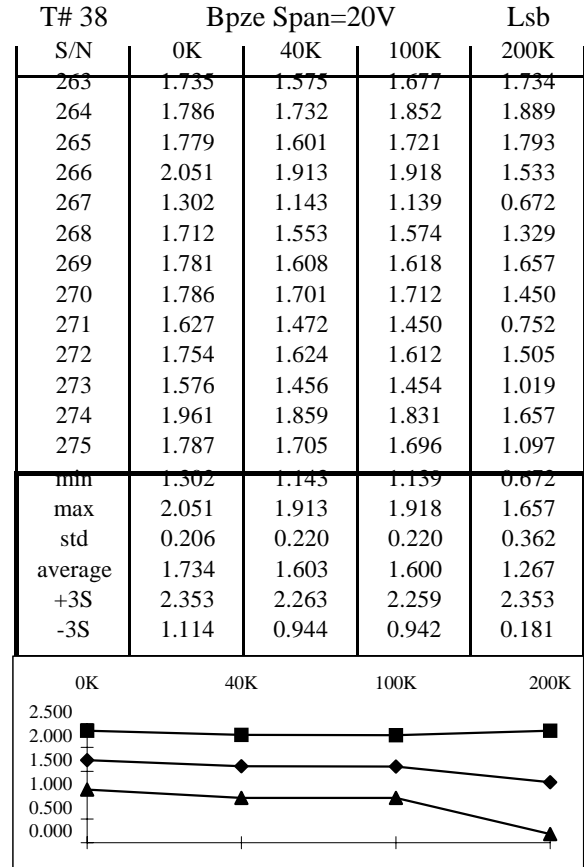 T# 38 Bpze Span=20V Lsb
S/N 0K 40K 100K 200K
263 1.735 1.575 1.677 1.734
264 1.786 1.732 1.852 1.889
265 1.779 1.601 1.721 1.793
266 2.051 1.913 1.918 1.533
267 1.302 1.143 1.139 0.672
268 1.712 1.553 1.574 1.329
269 1.781 1.608 1.618 1.657
270 1.786 1.701 1.712 1.450
271 1.627 1.472 1.450 0.752
272 1.754 1.624 1.612 1.505
273 1.576 1.456 1.454 1.019
274 1.961 1.859 1.831 1.657
275 1.787 1.705 1.696 1.097
min 1.302 1.143 1.139 0.672
max 2.051 1.913 1.918 1.657
std 0.206 0.220 0.220 0.362
average 1.734 1.603 1.600 1.267
+3S 2.353 2.263 2.259 2.353
-3S 1.114 0.944 0.942 0.181
0K 40K 100K 200K
2.500
2.000
1.500
1.000
0.500
0.000